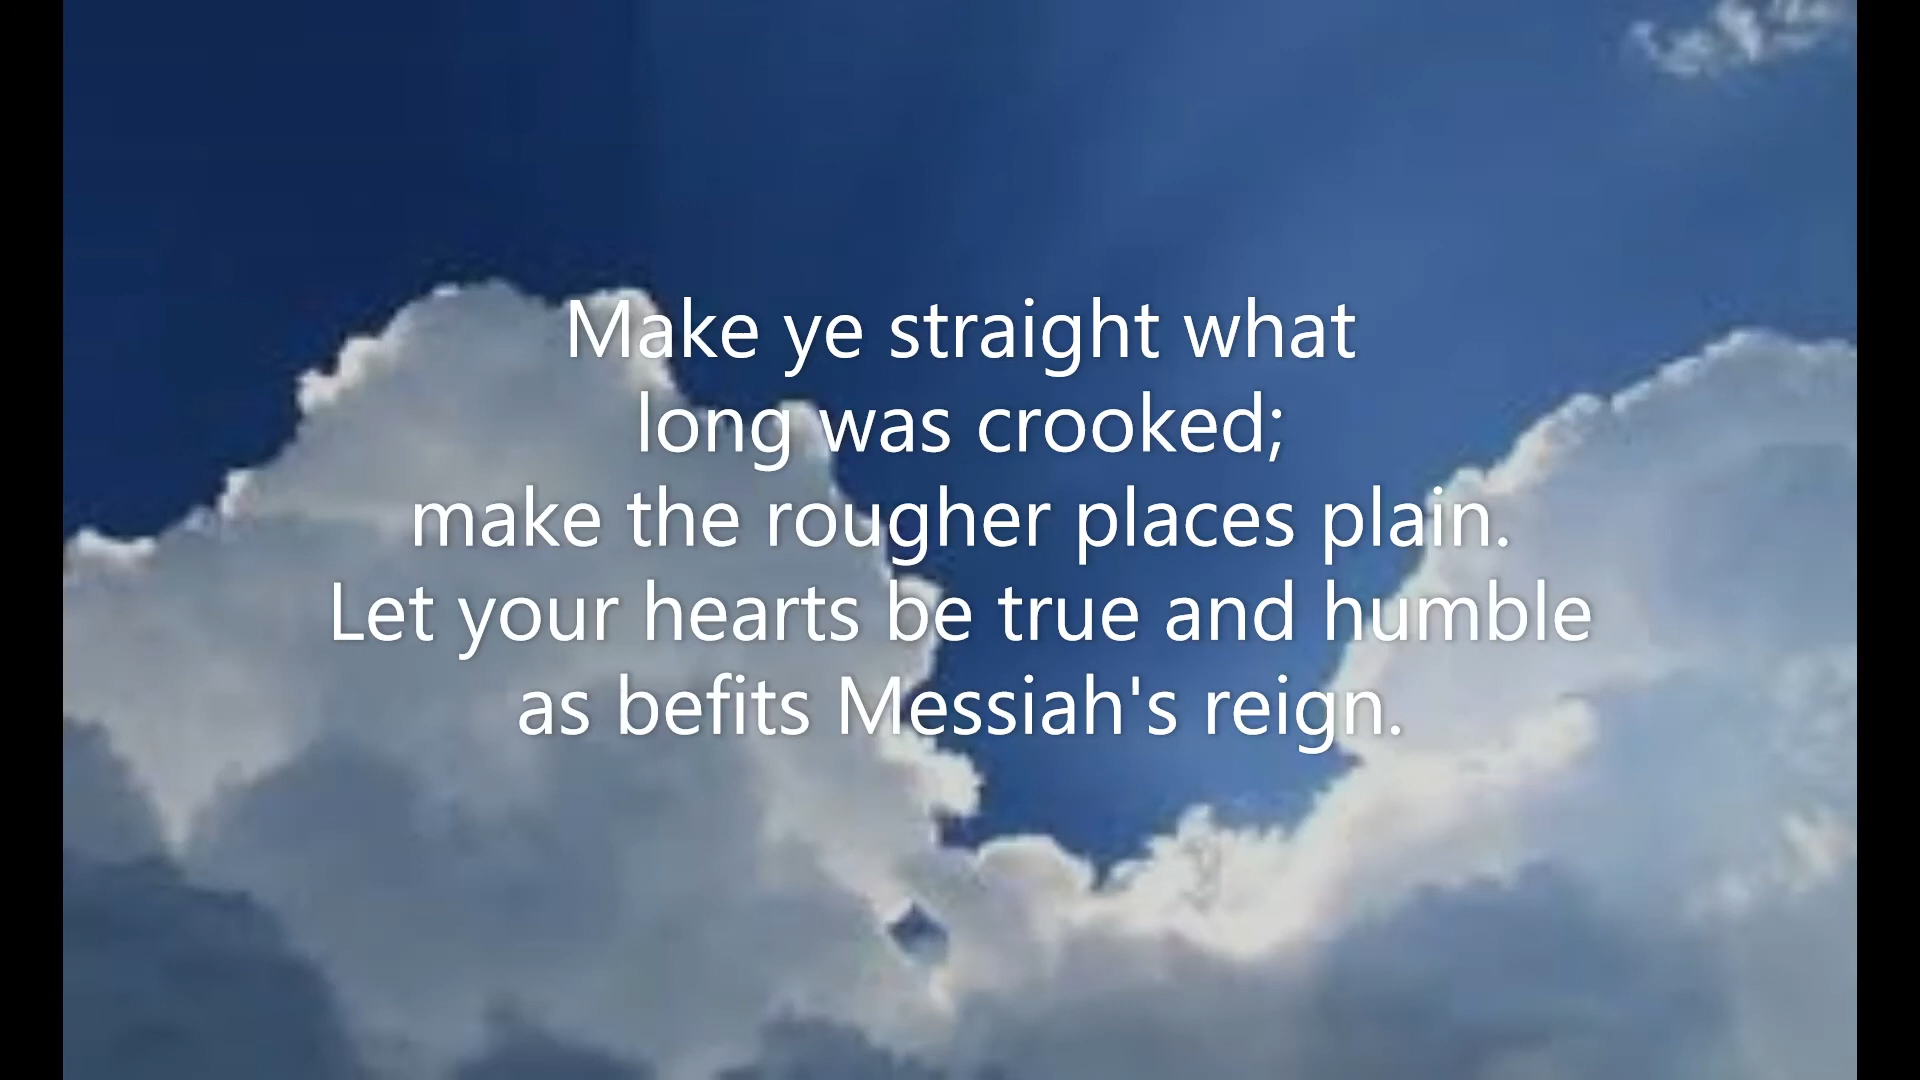 Make ye straight what
long was crooked;
make the rougher places plain.
Let your hearts be true and humble
as befits Messiah's reign.